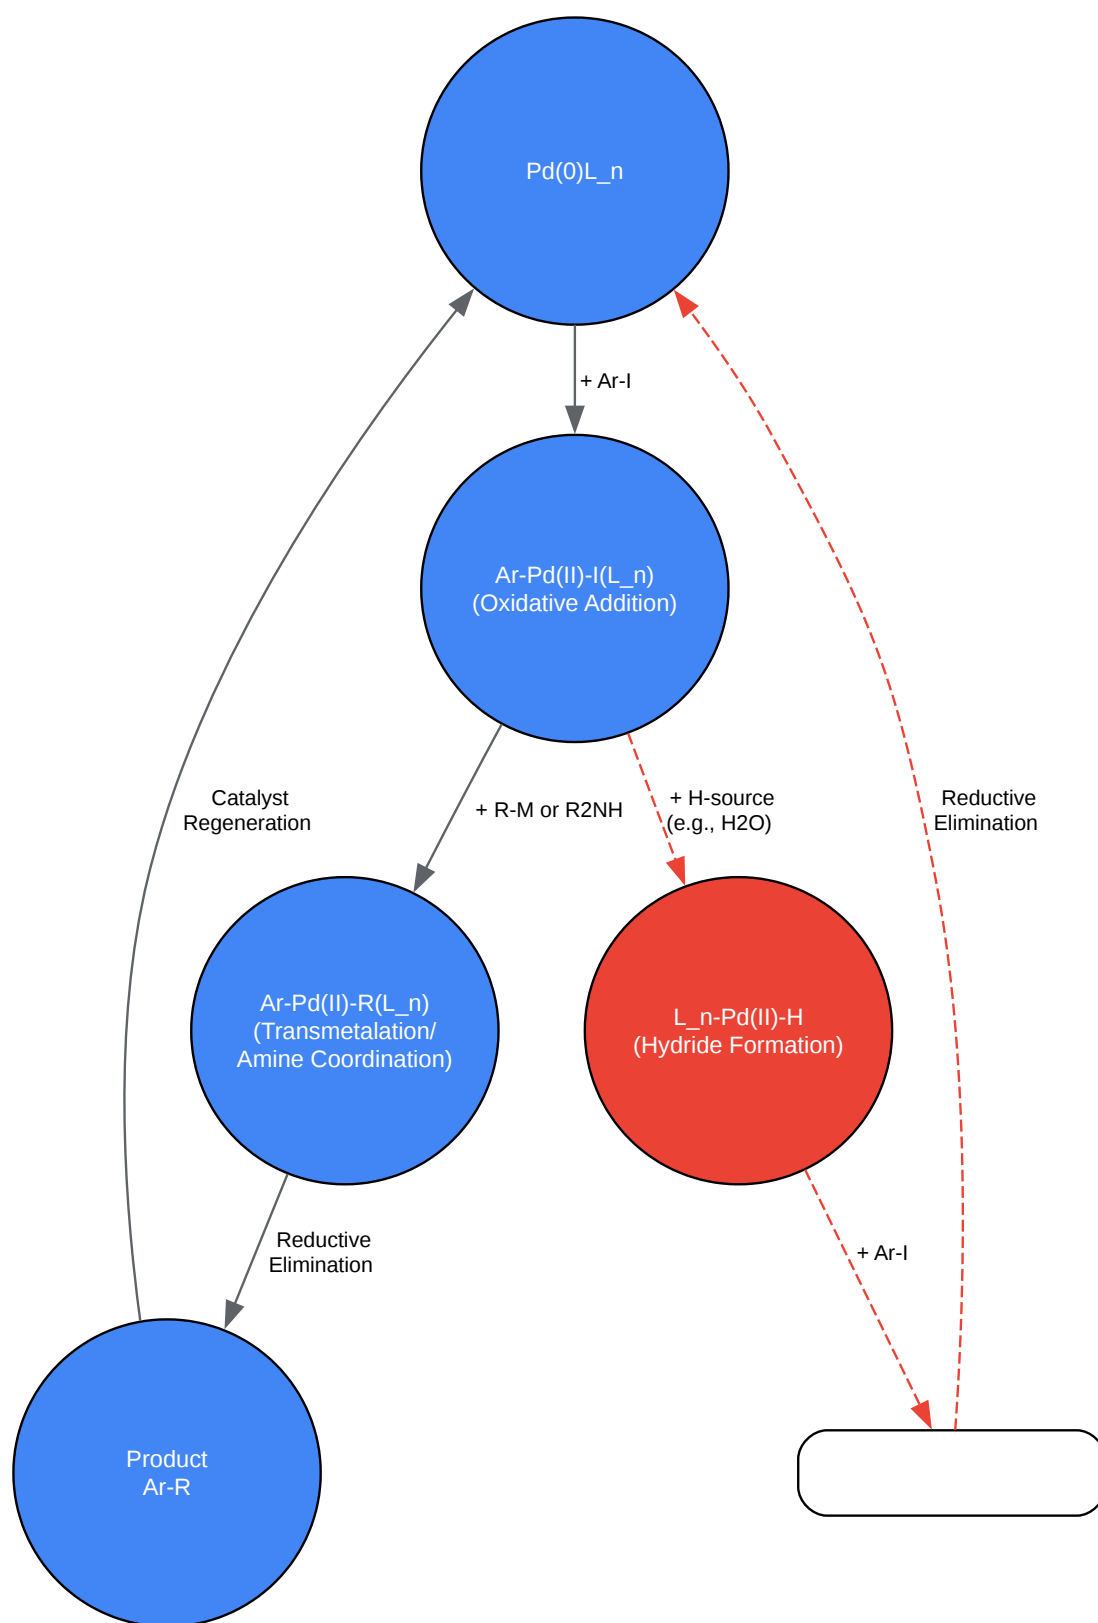 Pd(0)L_n
+ Ar-I
Ar-Pd(II)-I(L_n)
(Oxidative Addition)
Catalyst
Regeneration
+ R-M or R2NH
+ H-source
(e.g., H2O)
Reductive
Elimination
Ar-Pd(II)-R(L_n)
(Transmetalation/
Amine Coordination)
L_n-Pd(II)-H
(Hydride Formation)
Reductive
Elimination
+ Ar-I
Product
Ar-R